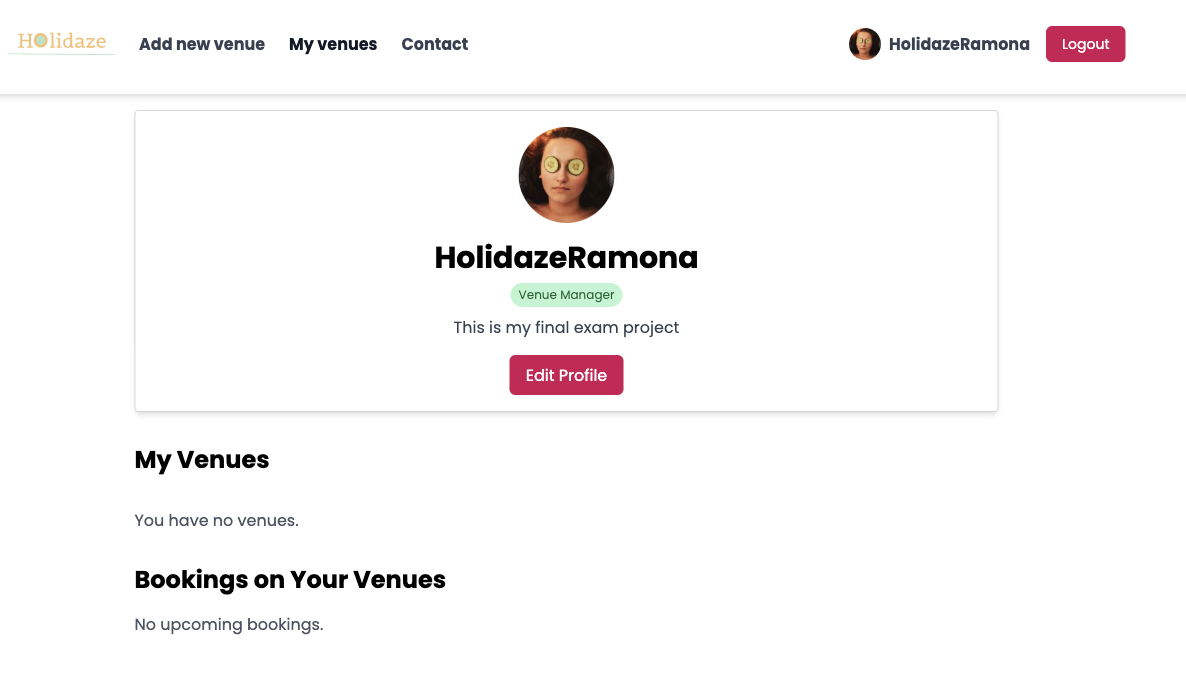 Holidaze
Add new venue
My venues
Contact
HolidazeRamona
Logout
HolidazeRamona
Venue Manager
This is my final exam project
Edit Profile
My Venues
You have no venues.
Bookings on Your Venues
No upcoming bookings.